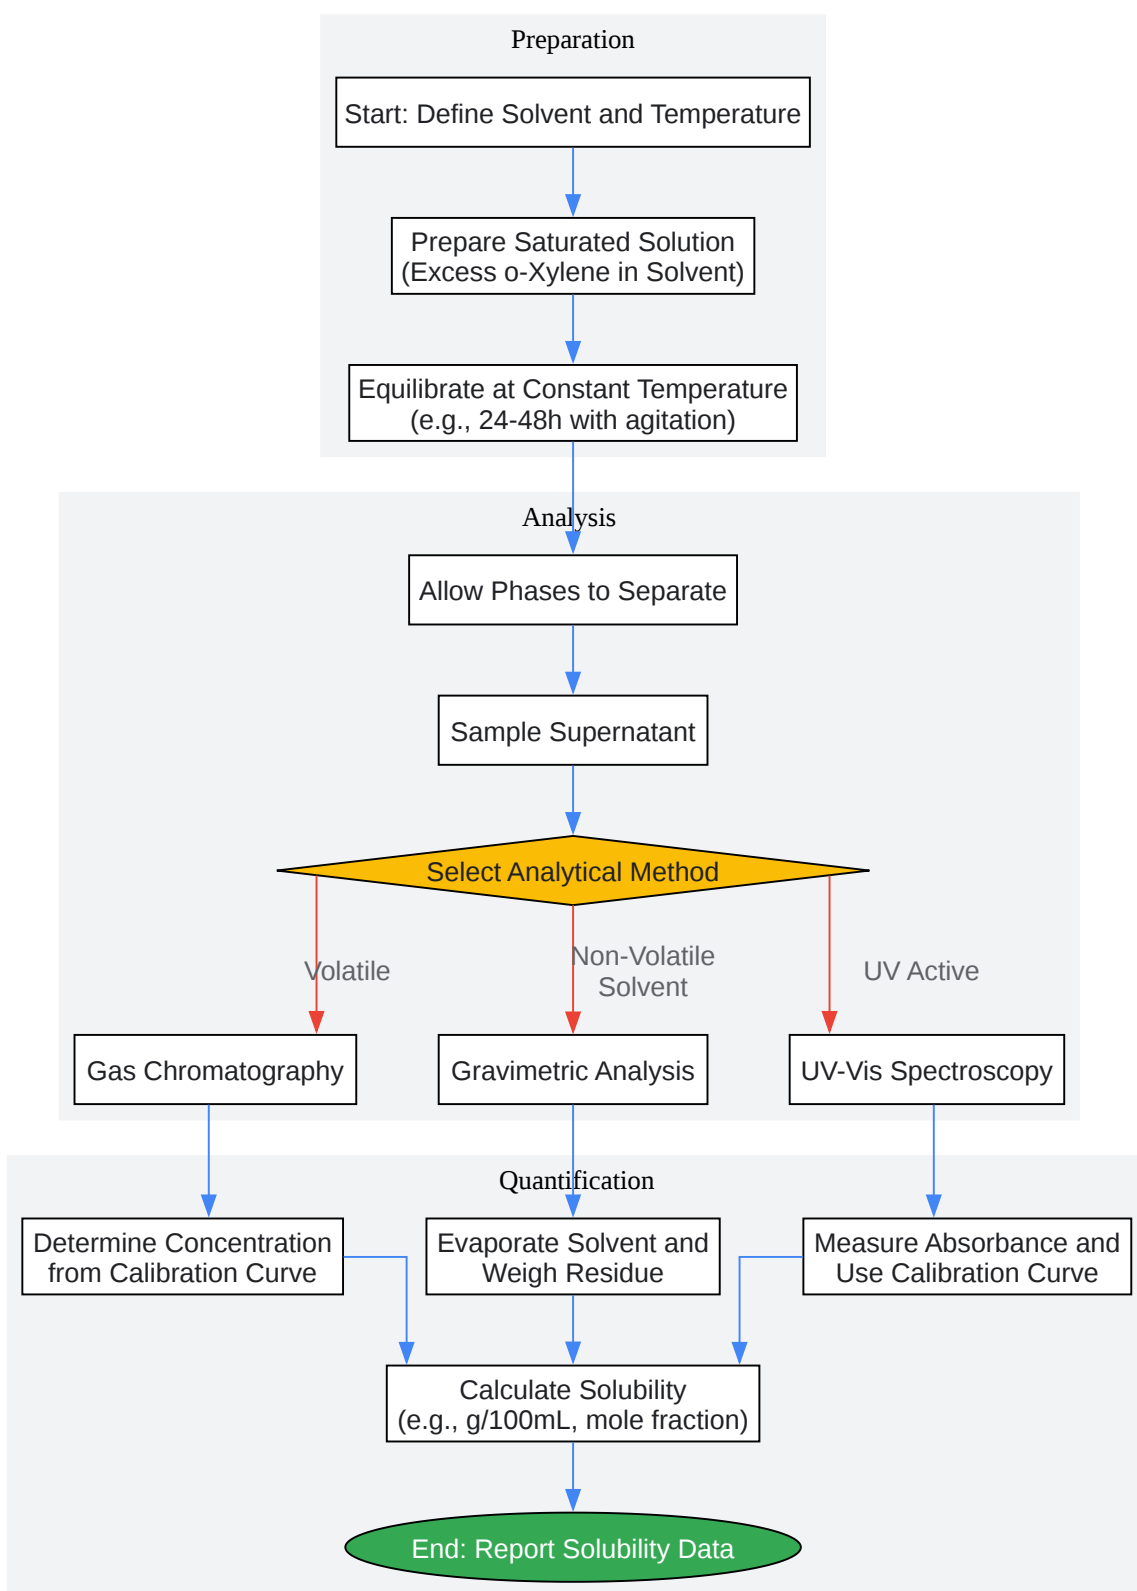 Preparation
Start: Define Solvent and Temperature
Prepare Saturated Solution
(Excess o-Xylene in Solvent)
Equilibrate at Constant Temperature
(e.g., 24-48h with agitation)
Analysis
Allow Phases to Separate
Sample Supernatant
Select Analytical Method
Volatile
Non-Volatile
Solvent
UV Active
Gas Chromatography
Gravimetric Analysis
UV-Vis Spectroscopy
Quantification
Determine Concentration
from Calibration Curve
Evaporate Solvent and
Weigh Residue
Measure Absorbance and
Use Calibration Curve
Calculate Solubility
(e.g., g/100mL, mole fraction)
End: Report Solubility Data